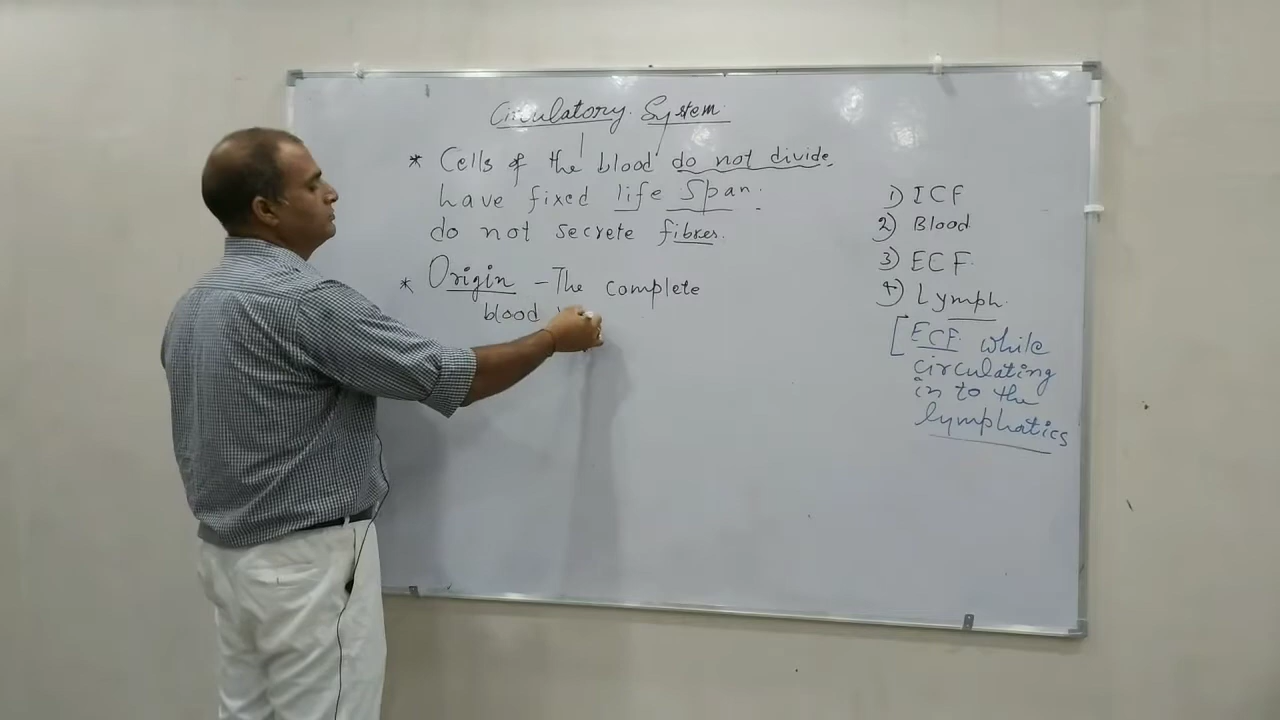 Circulatory System
* Cells of the blood do not divide,
have fixed life span.
do not secrete fibres.
* Origin - The complete
blood
1) ICF
2) Blood
3) ECF
4) Lymph.
[ECF while
circulating
in to the
lymphatics